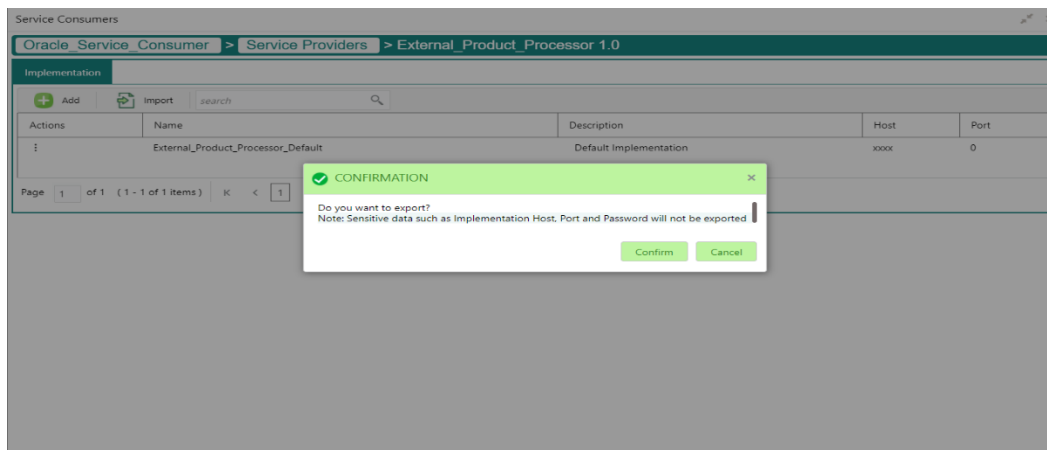 Service Consumers
Oracle_Service_Consumer > Service Providers > External_Product_Processor 1.0
Implementation
Add Import search
Actions Name Description Host Port
External_Product_Processor_Default Default Implementation xxxx 0
Page 1 of 1 (1 - 1 of 1 items) K < 1
CONFIRMATION ×
Do you want to export?
Note: Sensitive data such as Implementation Host, Port and Password will not be exported
Confirm Cancel